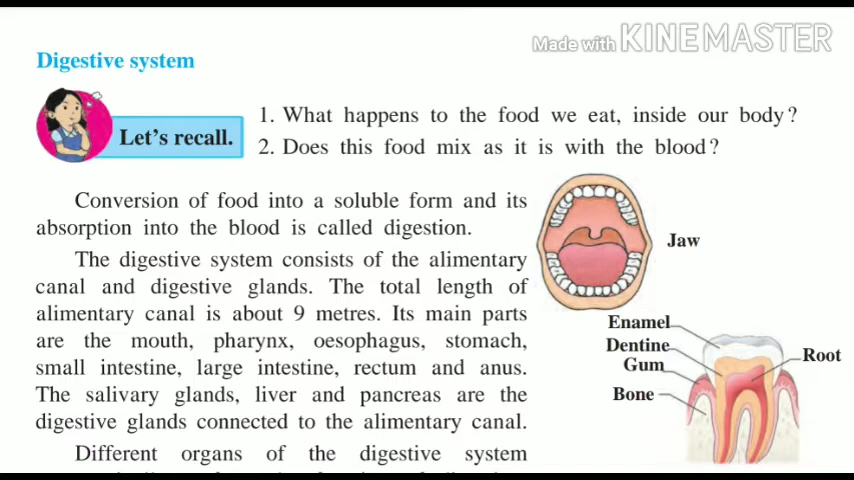 Made with KINEMASTER
Digestive system
Let's recall.
1. What happens to the food we eat, inside our body?
2. Does this food mix as it is with the blood?
Conversion of food into a soluble form and its
absorption into the blood is called digestion.
The digestive system consists of the alimentary
canal and digestive glands. The total length of
alimentary canal is about 9 metres. Its main parts
are the mouth, pharynx, oesophagus, stomach,
small intestine, large intestine, rectum and anus.
The salivary glands, liver and pancreas are the
digestive glands connected to the alimentary canal.
Different organs of the digestive system
Jaw
Enamel
Dentine
Gum
Bone
Root